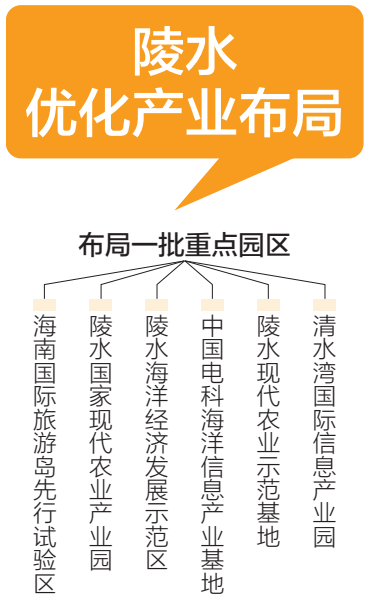 陵水
优化产业布局
布局一批重点园区
海南国际旅游岛先行试验区
陵水国家现代农业产业园
陵水海洋经济发展示范区
中国电科海洋信息产业基地
陵水现代农业示范基地
清水湾国际信息产业园